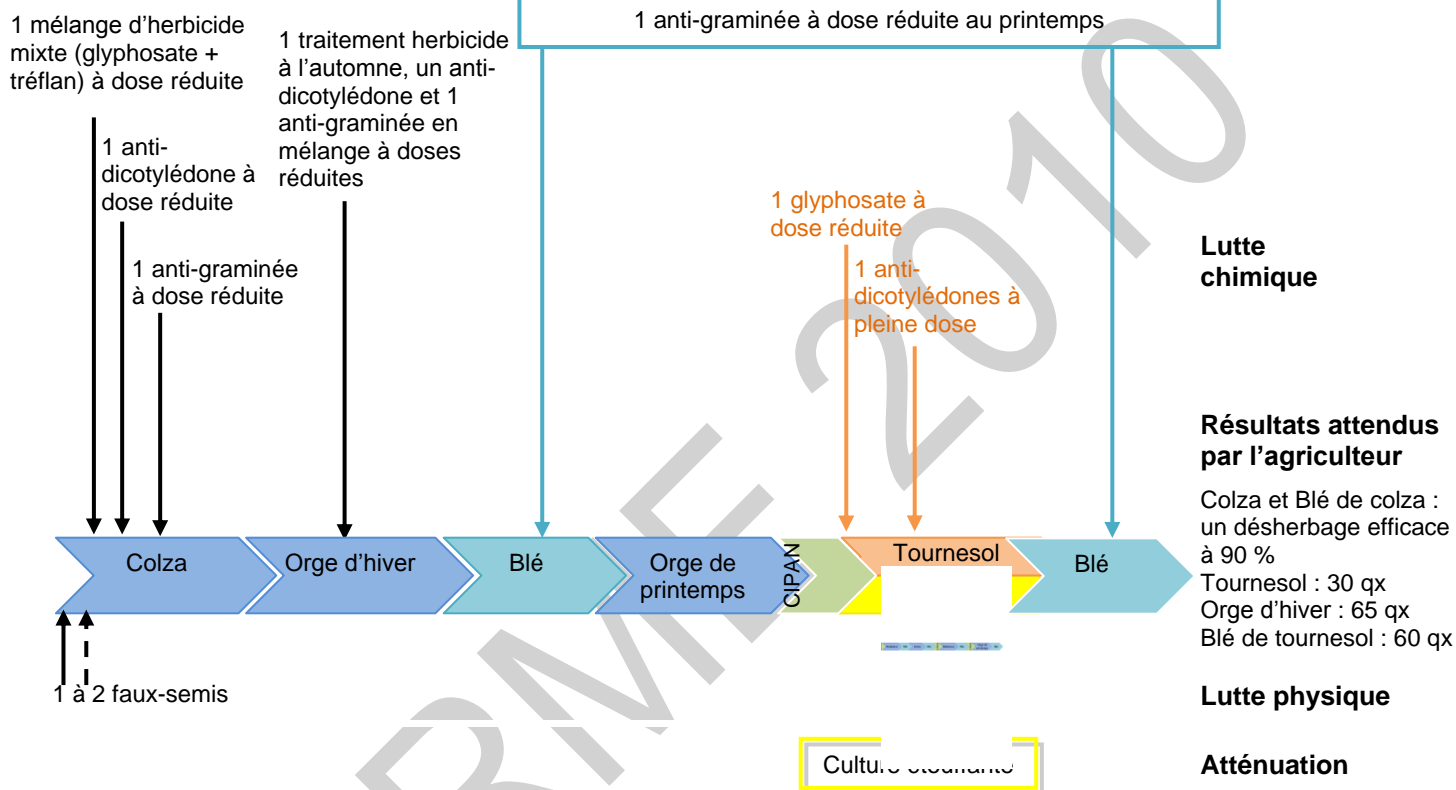 1 anti-graminée à dose réduite au printemps
1 mélange d'herbicide
mixte (glyphosate +
tréflan) à dose réduite
1 traitement herbicide
à l'automne, un anti-
dicotylédone et 1
anti-graminée en
mélange à doses
réduites
1 anti-
dicotylédone à
dose réduite
1 anti-graminée
à dose réduite
1 glyphosate à
dose réduite
1 anti-
dicotylédones à
pleine dose
Lutte
chimique
Résultats attendus
par l'agriculteur
Colza et Blé de colza :
un désherbage efficace
à 90 %
Tournesol : 30 qx
Orge d'hiver : 65 qx
Blé de tournesol : 60 qx
Colza
Orge d'hiver
Blé
Orge de
printemps
CIPAN
Tournesol
Blé
1 à 2 faux-semis
Lutte physique
Culture
Atténuation
RME 2010